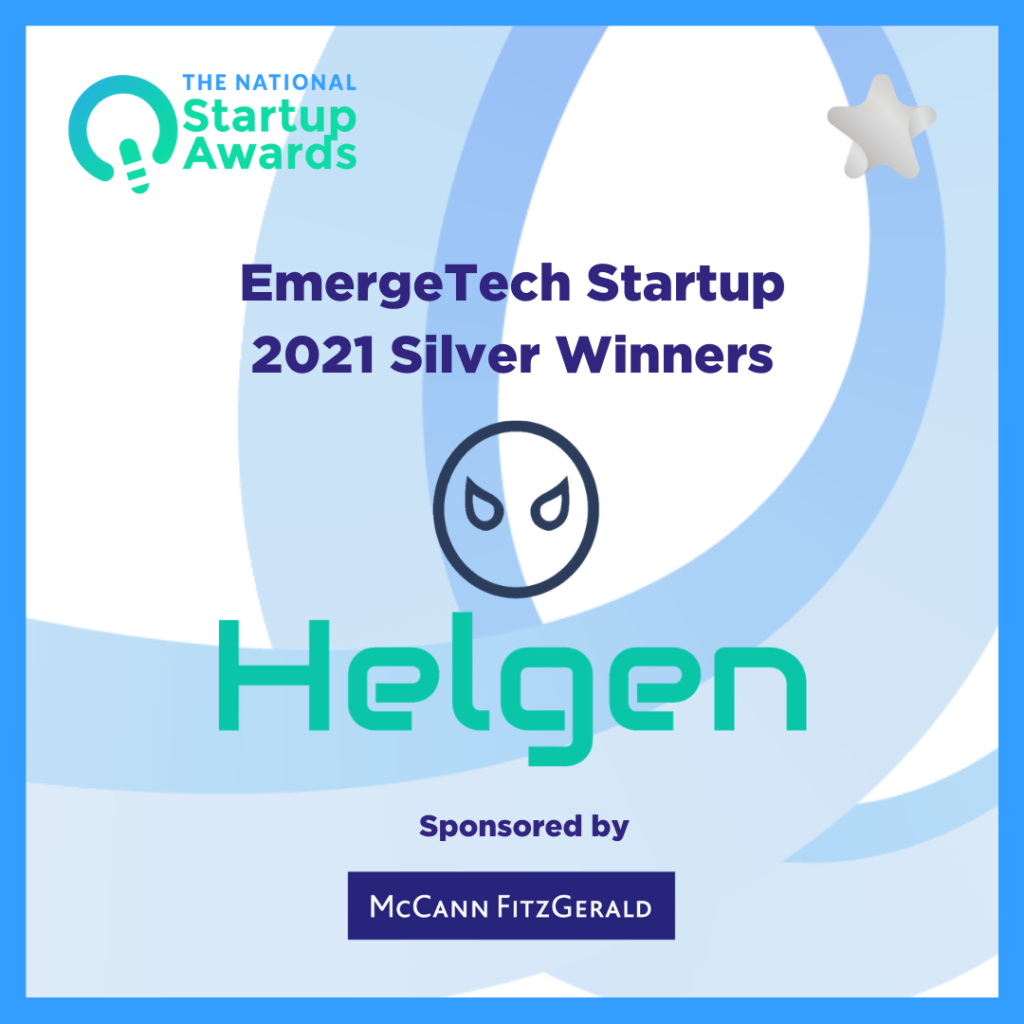 THE NATIONAL
Startup
Awards
EmergeTech Startup
2021 Silver Winners
Helgen
Sponsored by
McCann FitzGerald